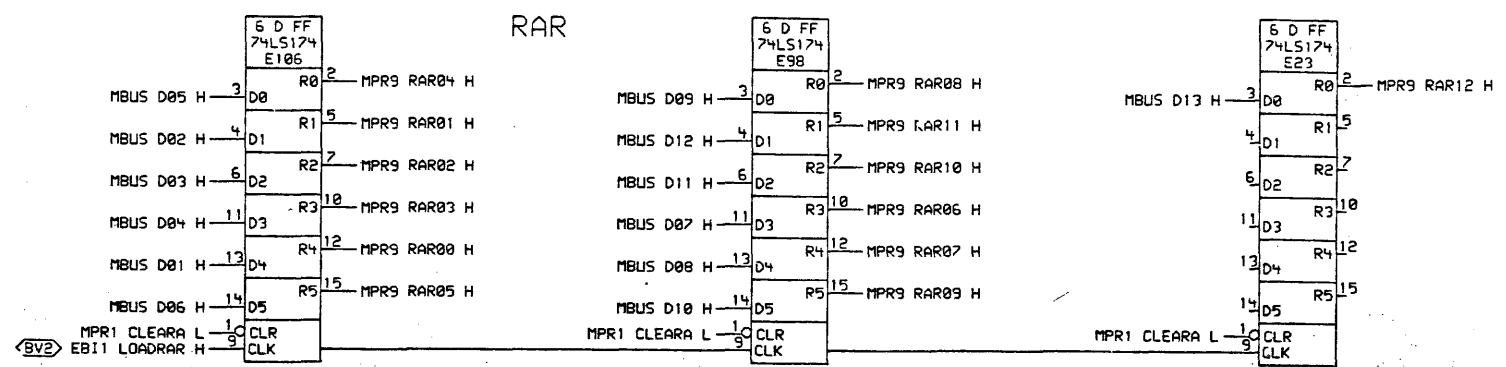 RAR
6 D FF
74LS174
E106
MBUS D05 H 3 D0 R0 2 MPR9 RAR04 H
MBUS D02 H 4 D1 R1 5 MPR9 RAR01 H
MBUS D03 H 6 D2 R2 7 MPR9 RAR02 H
MBUS D04 H 11 D3 R3 10 MPR9 RAR03 H
MBUS D01 H 13 D4 R4 12 MPR9 RAR00 H
MBUS D06 H 14 D5 R5 15 MPR9 RAR05 H
MPR1 CLEARA L 1 CLR
BV2 EBI1 LOADRAR H 9 CLK
6 D FF
74LS174
E98
MBUS D09 H 3 D0 R0 2 MPR9 RAR08 H
MBUS D12 H 4 D1 R1 5 MPR9 RAR11 H
MBUS D11 H 6 D2 R2 7 MPR9 RAR10 H
MBUS D07 H 11 D3 R3 10 MPR9 RAR06 H
MBUS D08 H 13 D4 R4 12 MPR9 RAR07 H
MBUS D10 H 14 D5 R5 15 MPR9 RAR09 H
MPR1 CLEARA L 1 CLR
9 CLK
6 D FF
74LS174
E23
MBUS D13 H 3 D0 R0 2 MPR9 RAR12 H
4 D1 R1 5
6 D2 R2 7
11 D3 R3 10
13 D4 R4 12
14 D5 R5 15
MPR1 CLEARA L 1 CLR
9 CLK